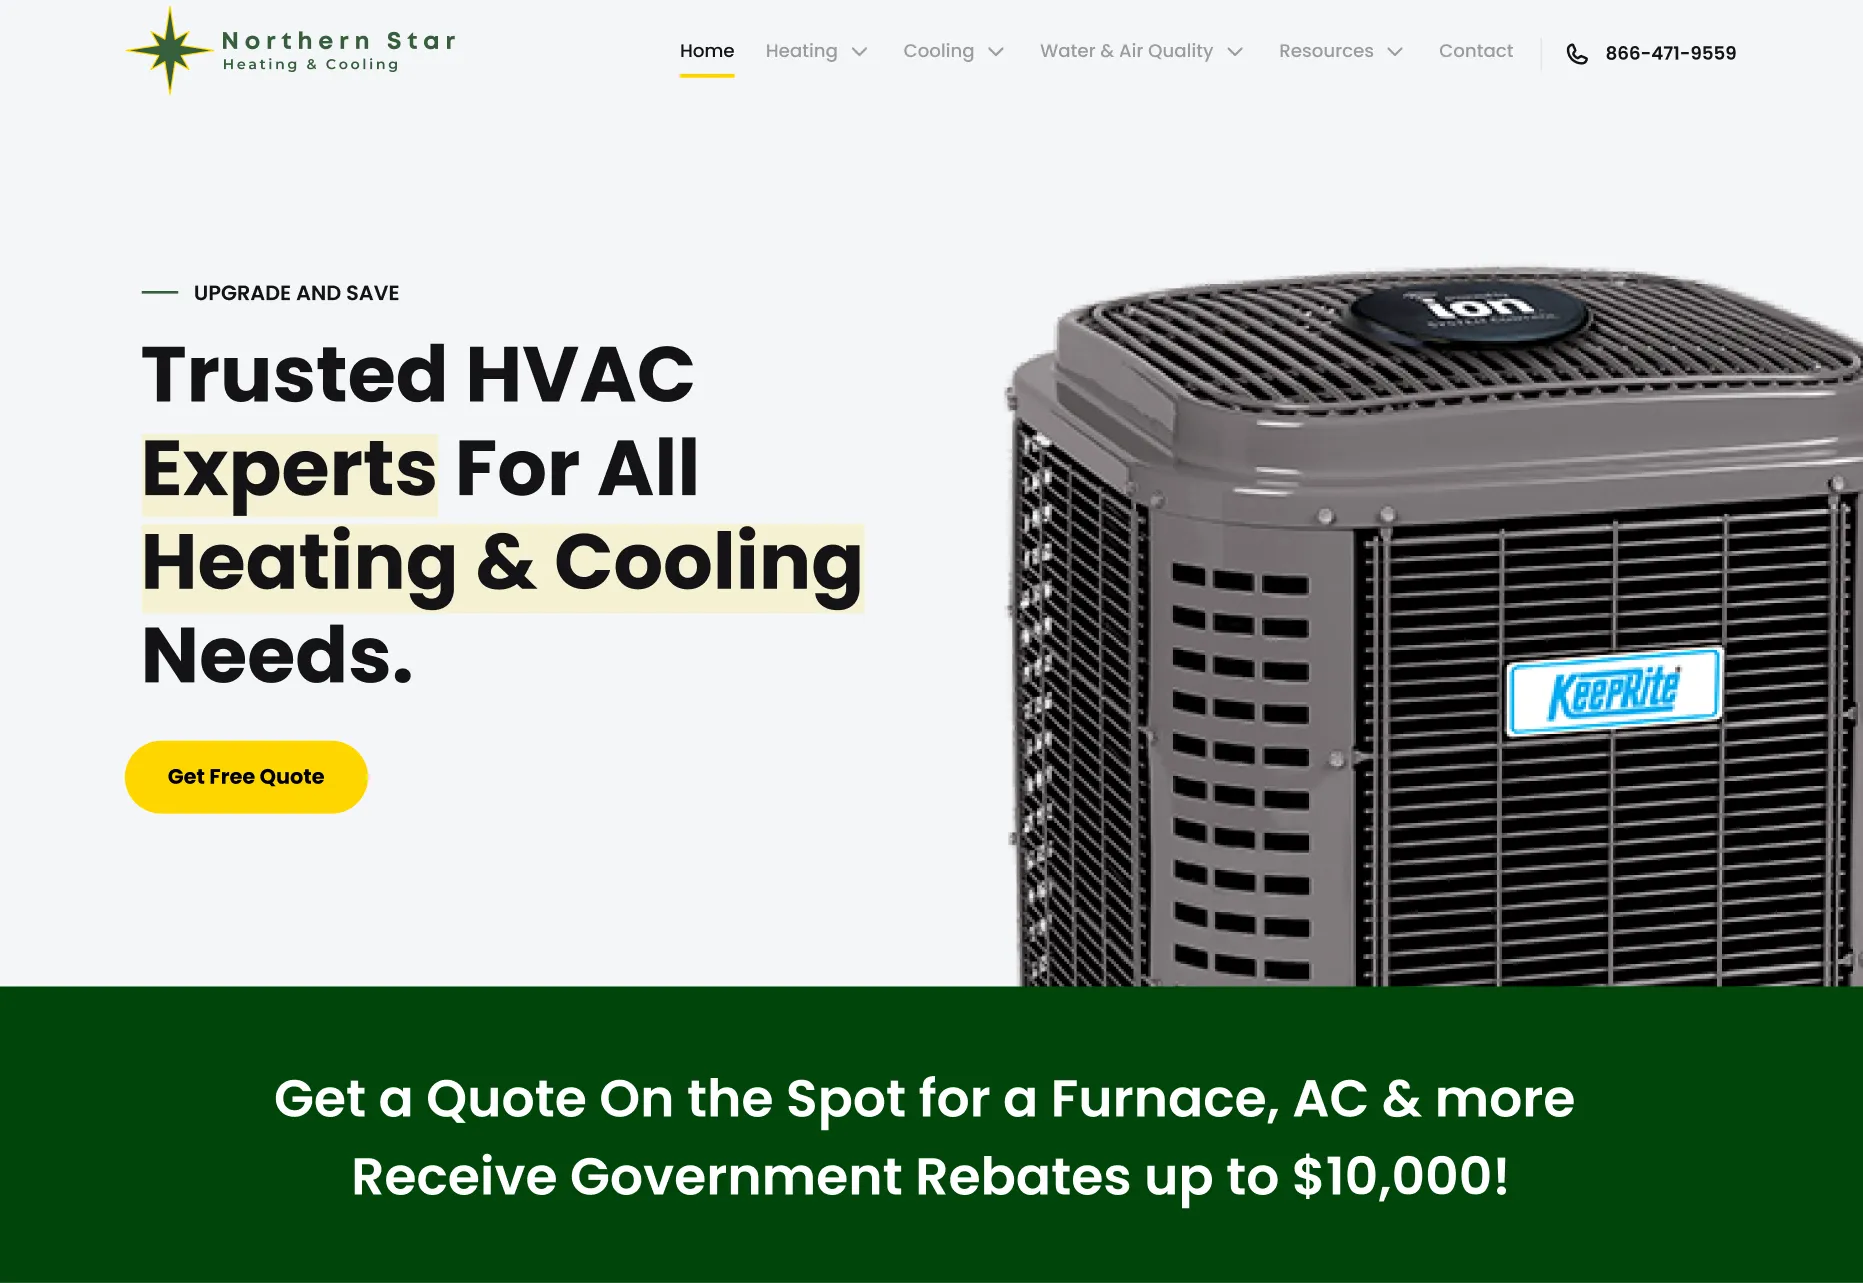 Northern Star
Heating & Cooling
Home
Heating
Cooling
Water & Air Quality
Resources
Contact
866-471-9559
UPGRADE AND SAVE
Trusted HVAC
Experts For All
Heating & Cooling
Needs.
Get Free Quote
ion
SYSTEM CONTROL
KeepRite
Get a Quote On the Spot for a Furnace, AC & more
Receive Government Rebates up to $10,000!